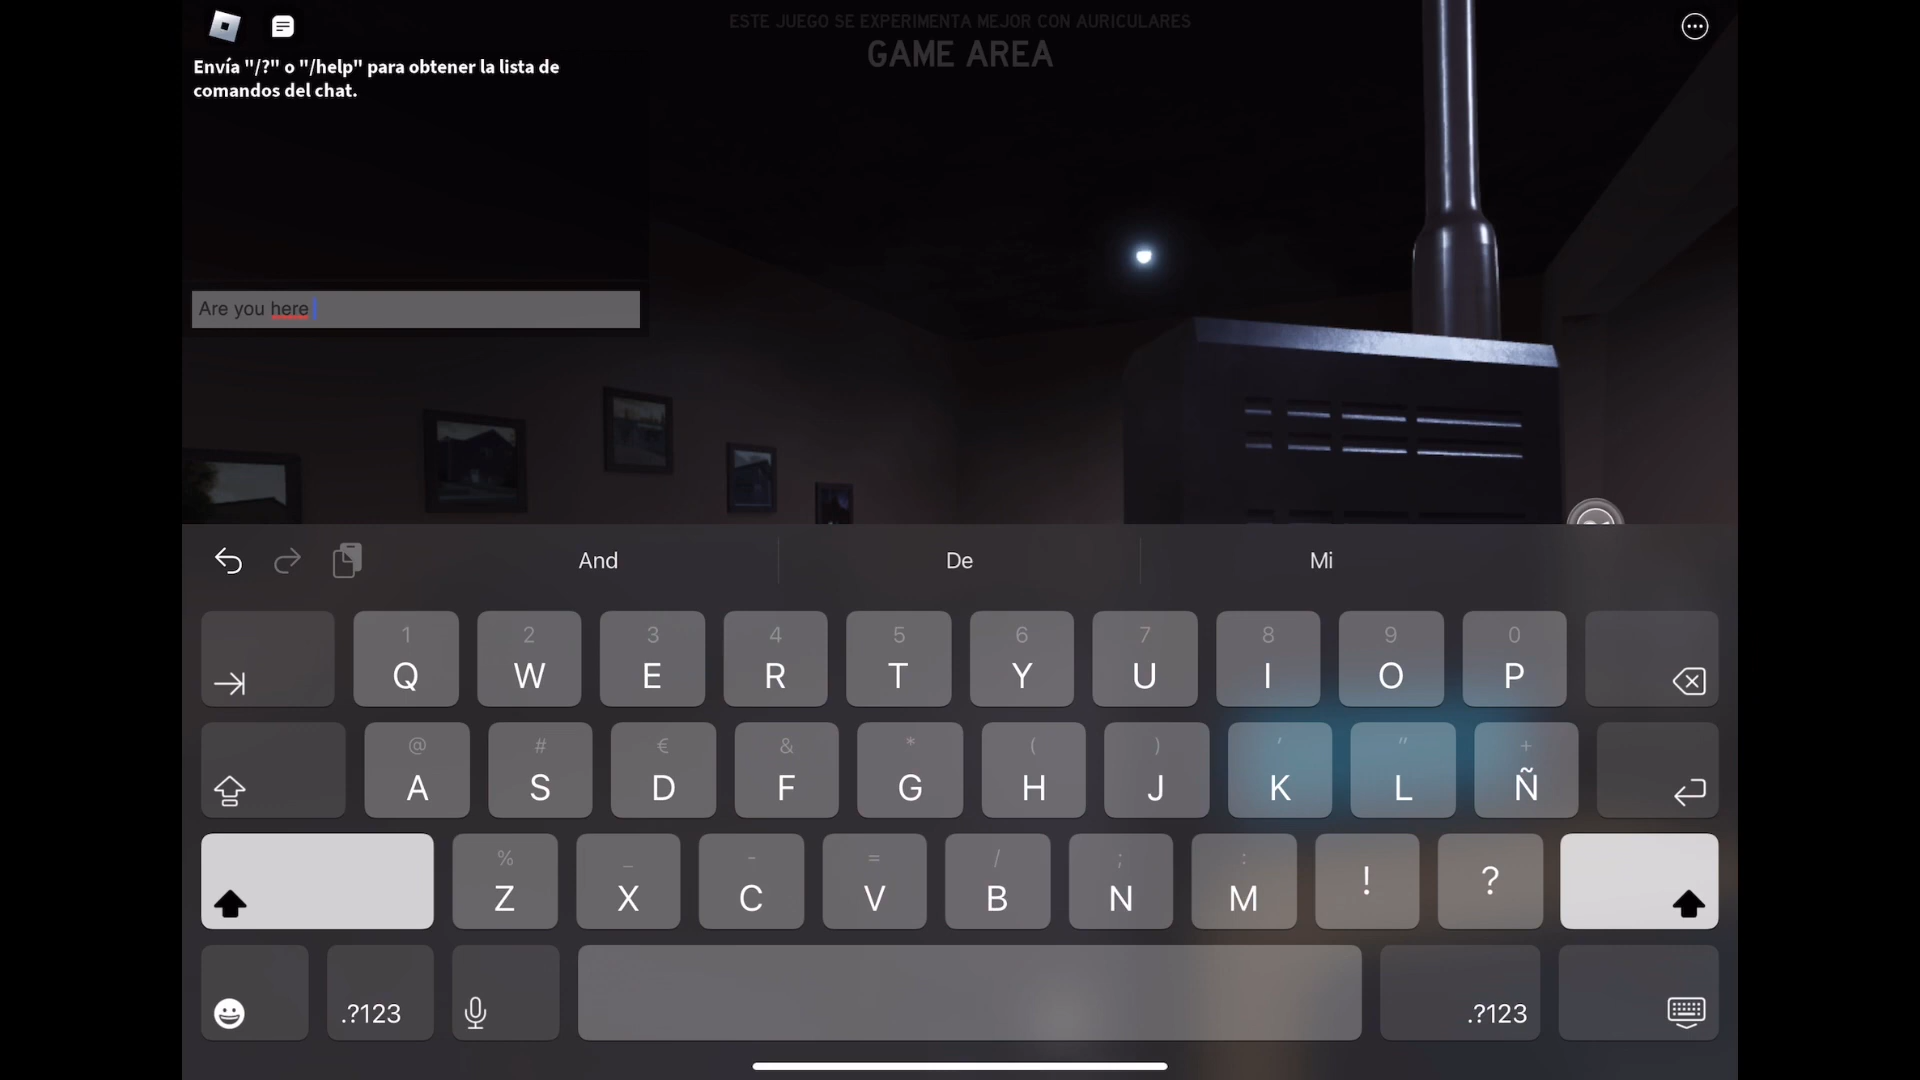 ESTE JUEGO SE EXPERIMENTA MEJOR CON AURICULARES
GAME AREA
Envía "/?" o "/help" para obtener la lista de
comandos del chat.
Are you here
And De Mi
1 2 3 4 5 6 7 8 9 0
Q W E R T Y U I O P
@ # € & * ( ) ' " +
A S D F G H J K L Ñ
% _ - = / ; :
Z X C V B N M ! ?
.?123 .?123